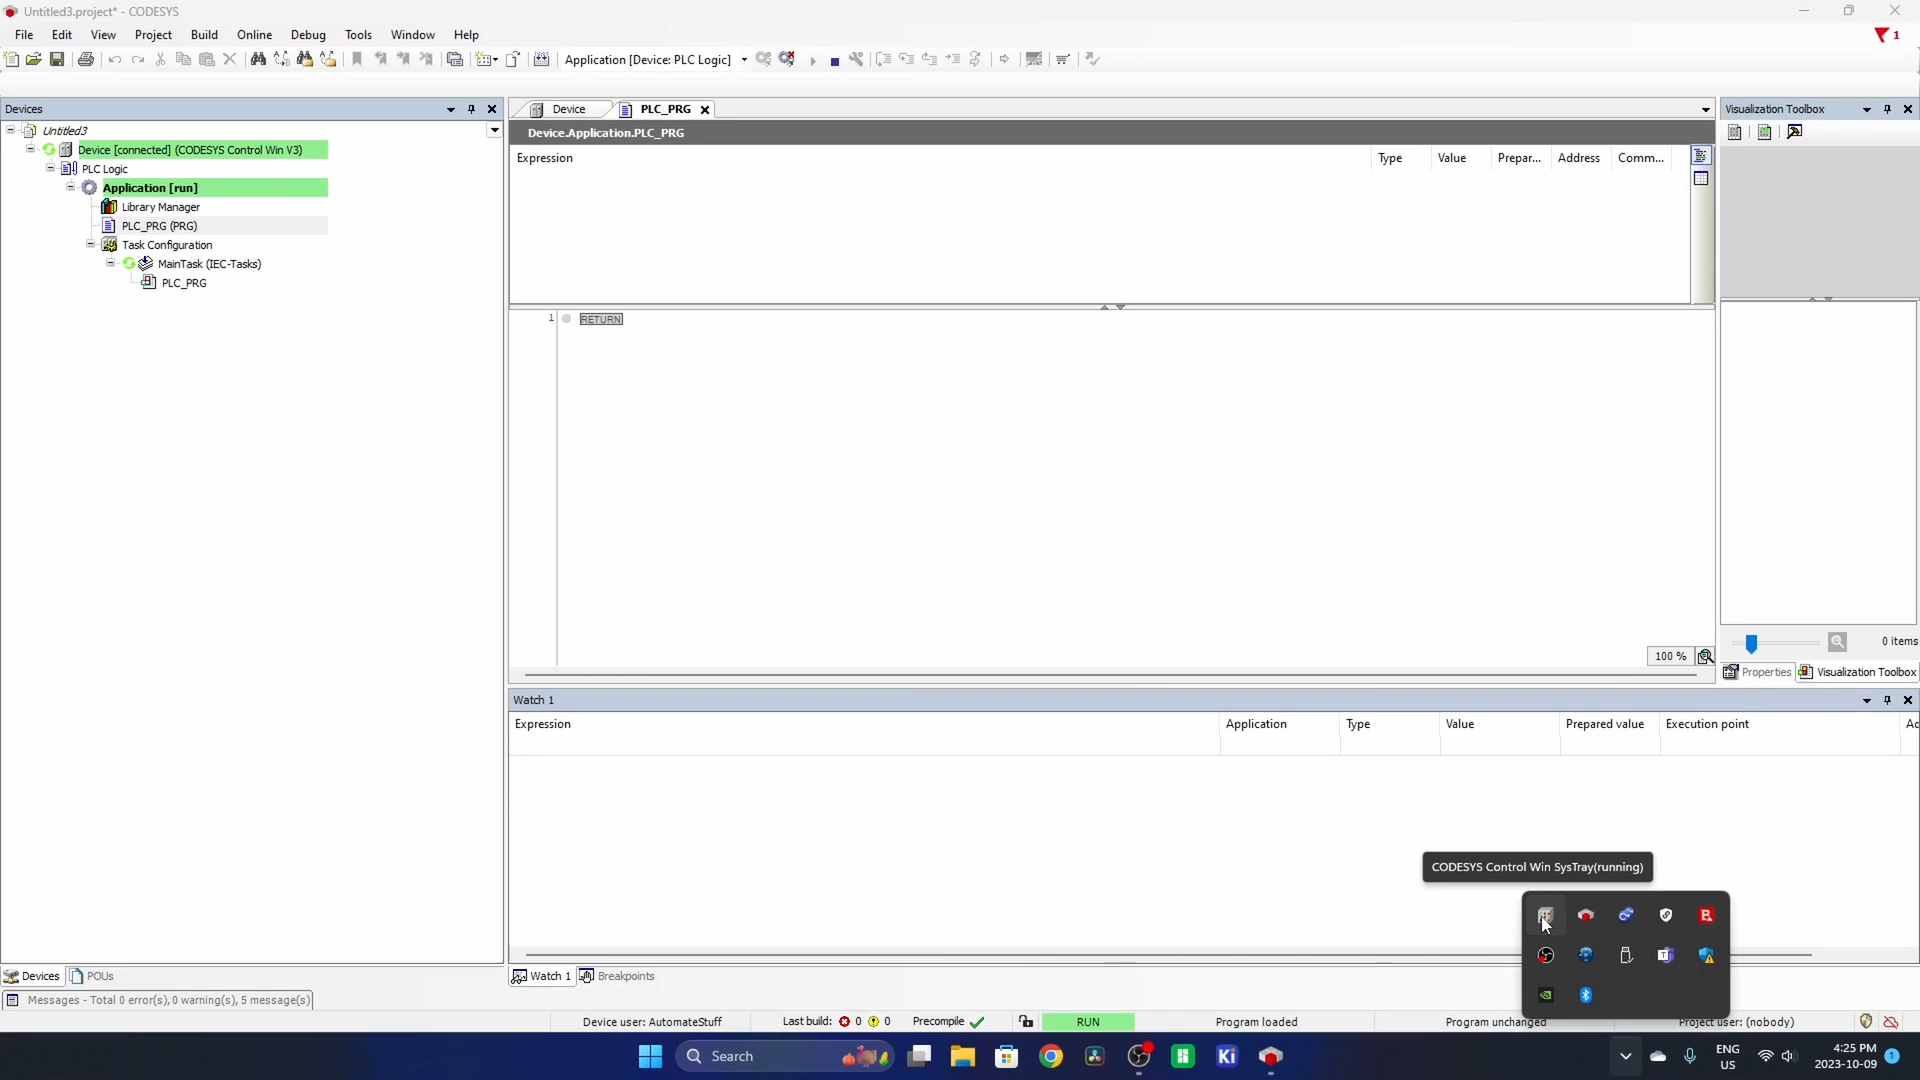 Untitled3.project* - CODESYS
File Edit View Project Build Online Debug Tools Window Help
1
Application [Device: PLC Logic]
Devices
Untitled3
Device [connected] (CODESYS Control Win V3)
PLC Logic
Application [run]
Library Manager
PLC_PRG (PRG)
Task Configuration
MainTask (IEC-Tasks)
PLC_PRG
Device PLC_PRG
Device.Application.PLC_PRG
Expression Type Value Prepar... Address Comm...
1 RETURN
100 %
Visualization Toolbox
0 items
Properties Visualization Toolbox
Watch 1
Expression Application Type Value Prepared value Execution point Ad
CODESYS Control Win SysTray(running)
Devices POUs
Watch 1 Breakpoints
Messages - Total 0 error(s), 0 warning(s), 5 message(s)
Device user: AutomateStuff Last build: 0 0 Precompile RUN Program loaded Program unchanged Project user: (nobody)
Search
Ki
ENG
US
4:25 PM
2023-10-09
1